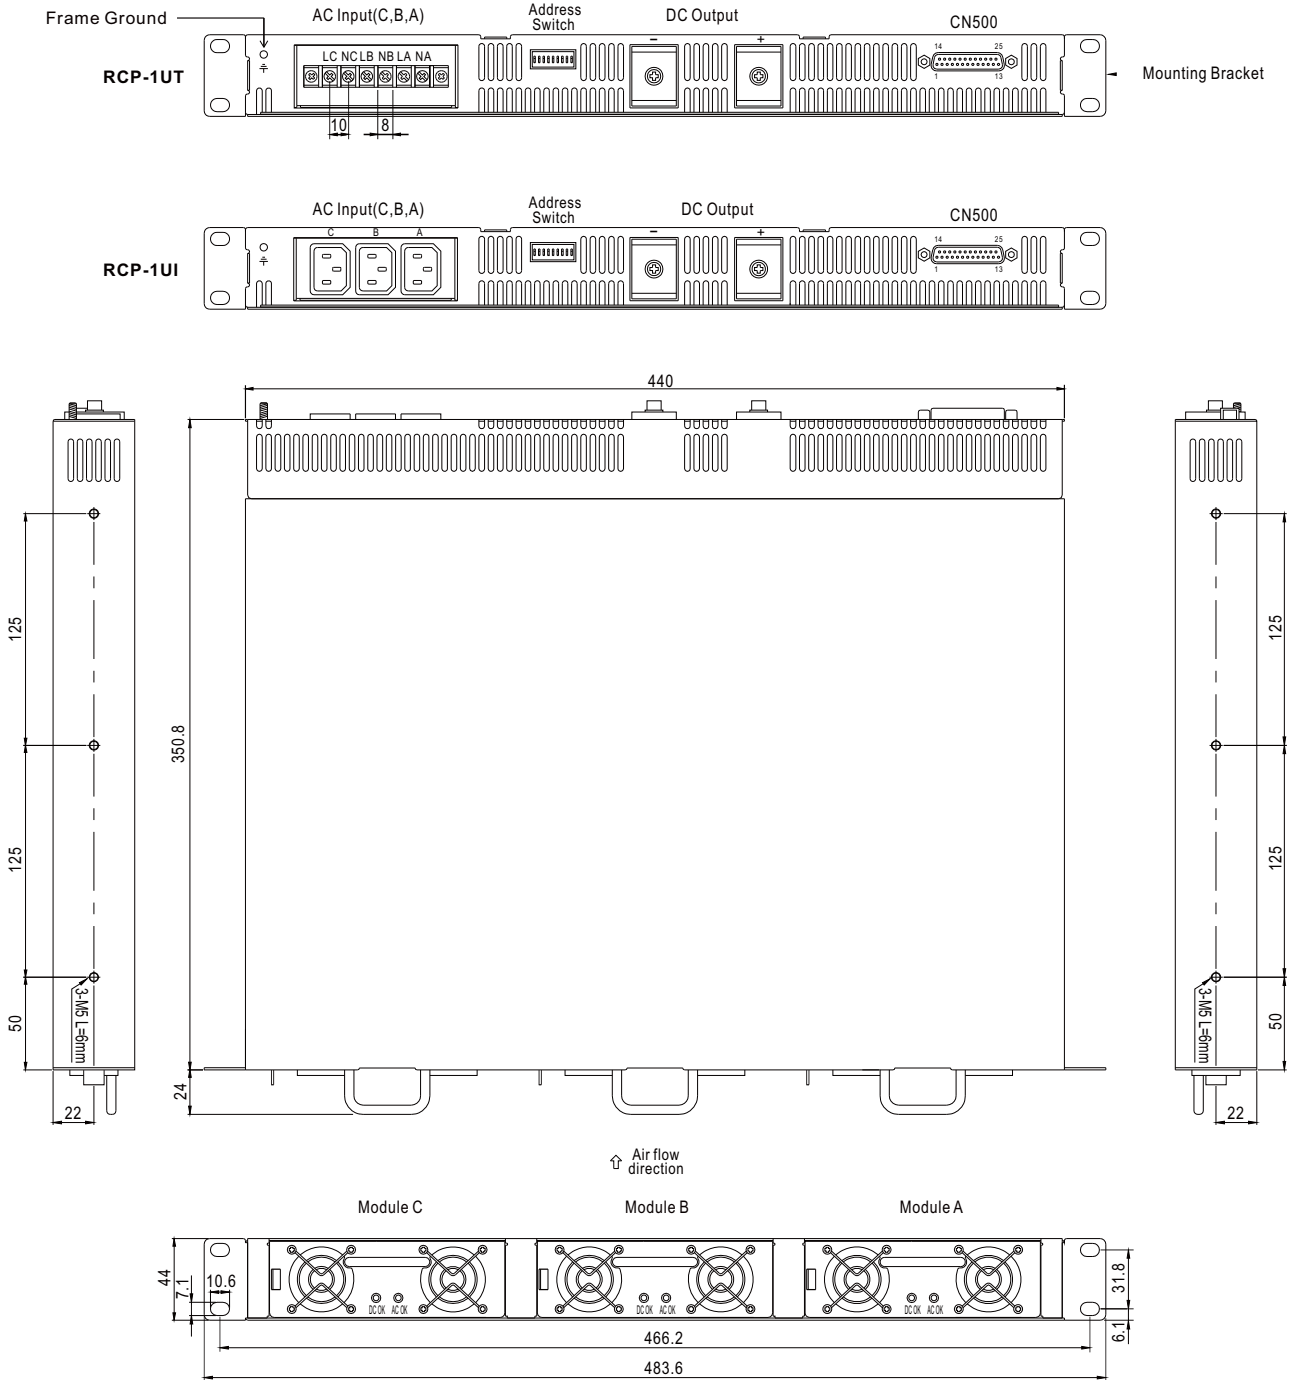 Frame Ground
AC Input(C,B,A)
Address
Switch
DC Output
CN500
LC NC LB NB LA NA
− +
14 25
1 13
RCP-1UT
Mounting Bracket
10 8
AC Input(C,B,A)
Address
Switch
DC Output
CN500
C B A
− +
14 25
1 13
RCP-1UI
440
125
125
50
3-M5 L=6mm
22
350.8
24
125
125
50
3-M5 L=6mm
22
Air flow
direction
Module C
Module B
Module A
44
7.1
10.6
DC OK AC OK
DC OK AC OK
DC OK AC OK
31.8
6.1
466.2
483.6